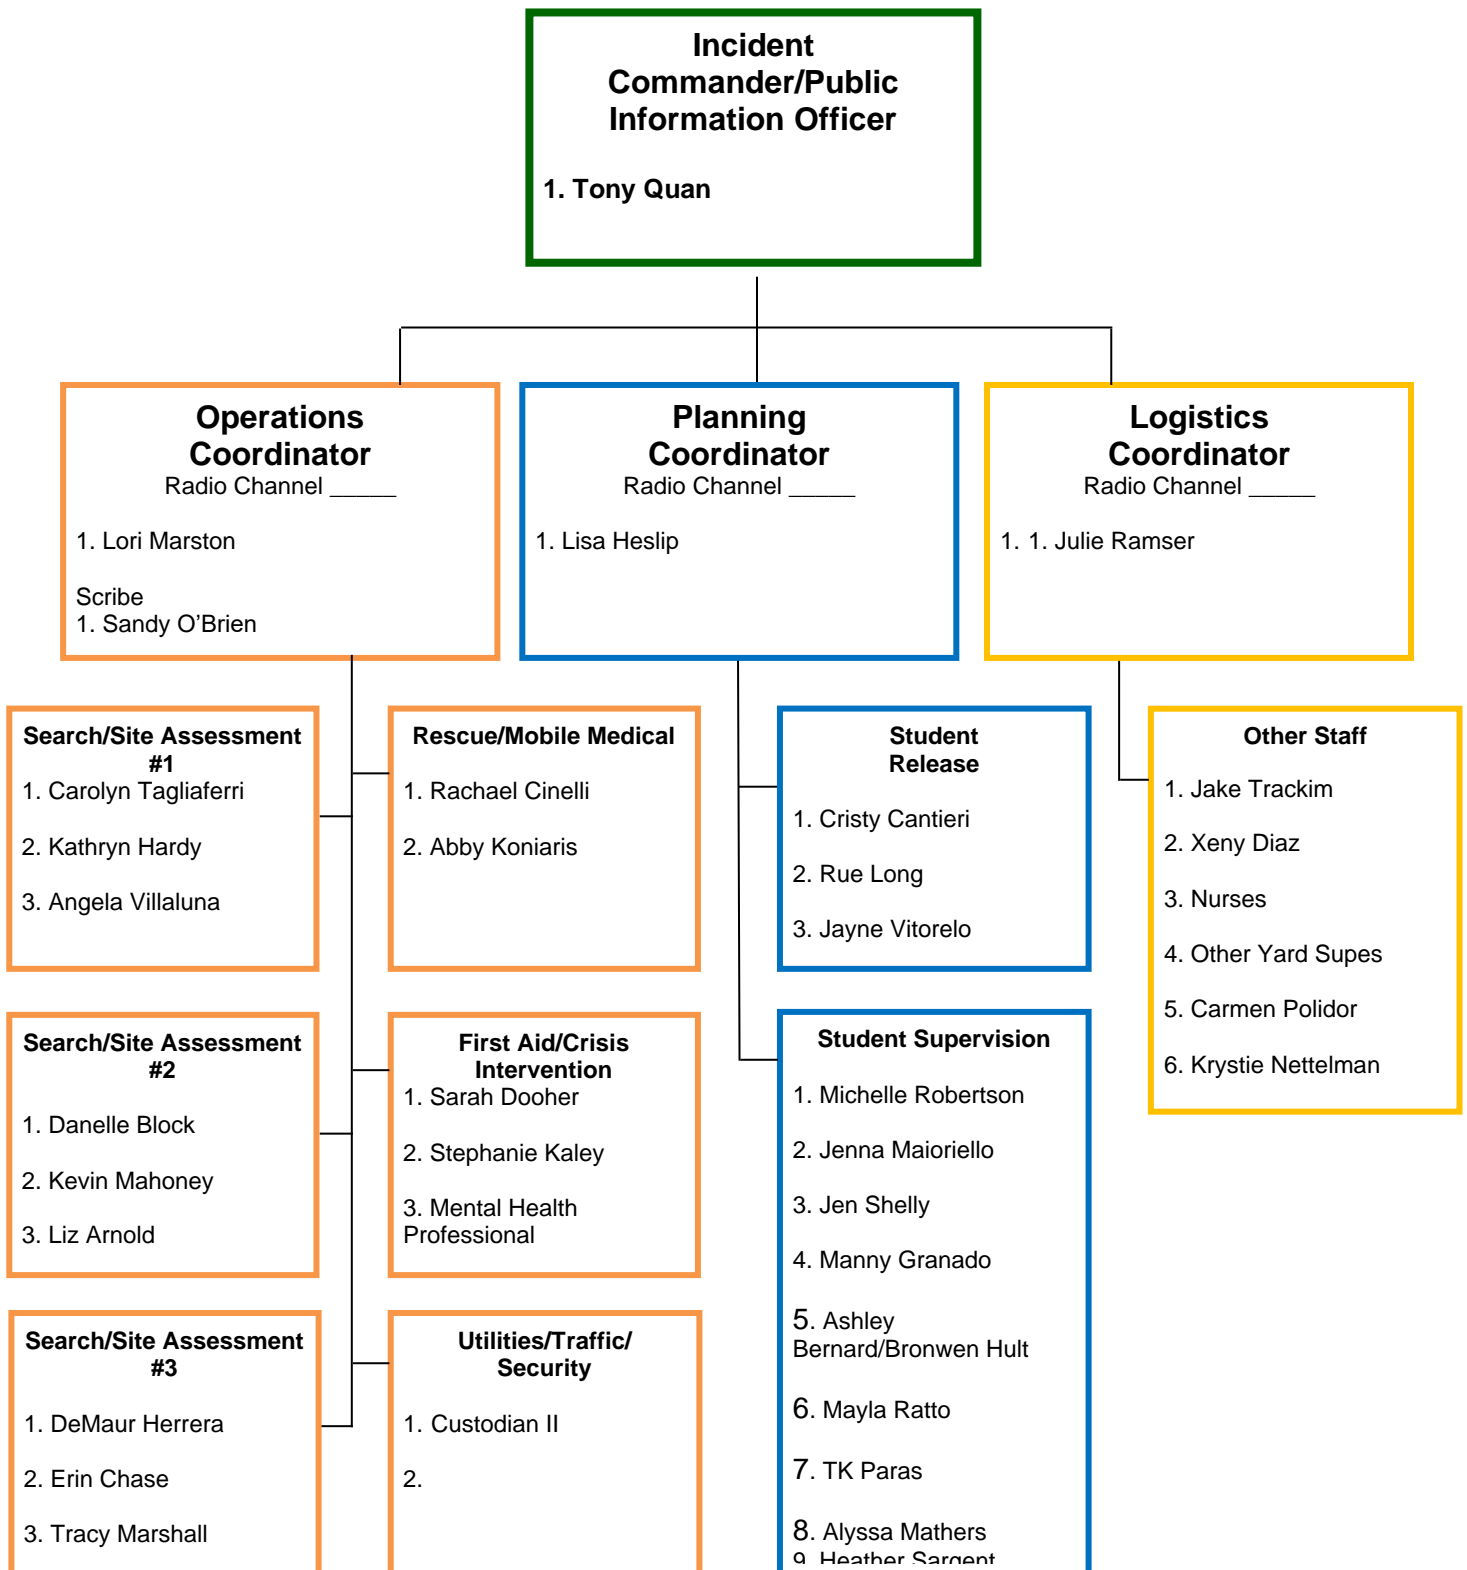 Incident
Commander/Public
Information Officer
1. Tony Quan
Operations
Coordinator
Radio Channel _____
1. Lori Marston
Scribe
1. Sandy O’Brien
Planning
Coordinator
Radio Channel _____
1. Lisa Heslip
Logistics
Coordinator
Radio Channel _____
1. 1. Julie Ramser
Search/Site Assessment
#1
1. Carolyn Tagliaferri
2. Kathryn Hardy
3. Angela Villaluna
Rescue/Mobile Medical
1. Rachael Cinelli
2. Abby Koniaris
Student
Release
1. Cristy Cantieri
2. Rue Long
3. Jayne Vitorelo
Other Staff
1. Jake Trackim
2. Xeny Diaz
3. Nurses
4. Other Yard Supes
5. Carmen Polidor
6. Krystie Nettelman
Search/Site Assessment
#2
1. Danelle Block
2. Kevin Mahoney
3. Liz Arnold
First Aid/Crisis
Intervention
1. Sarah Dooher
2. Stephanie Kaley
3. Mental Health
Professional
Student Supervision
1. Michelle Robertson
2. Jenna Maioriello
3. Jen Shelly
4. Manny Granado
5. Ashley
Bernard/Bronwen Hult
6. Mayla Ratto
7. TK Paras
8. Alyssa Mathers
9. Heather Sargent
Search/Site Assessment
#3
1. DeMaur Herrera
2. Erin Chase
3. Tracy Marshall
Utilities/Traffic/
Security
1. Custodian II
2.